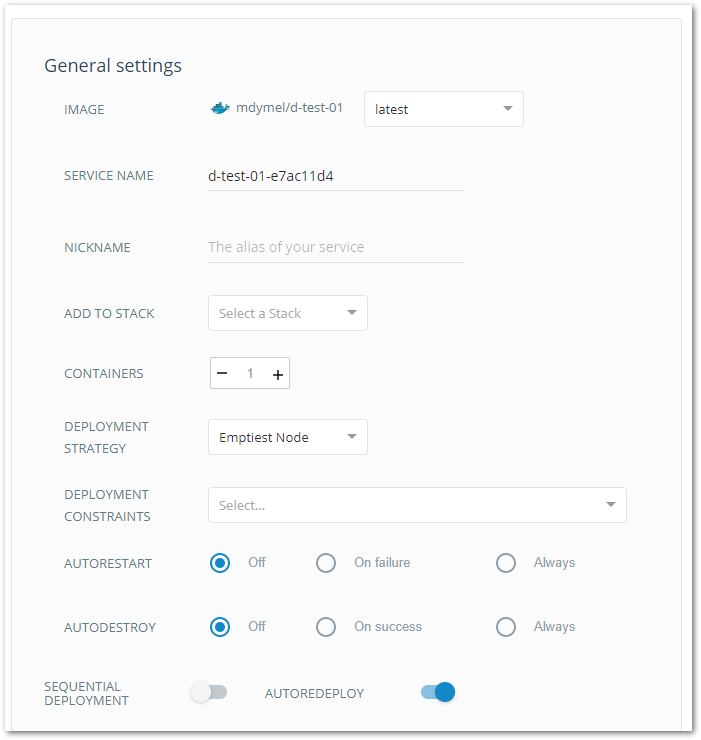 General settings
IMAGE mdymel/d-test-01 latest
SERVICE NAME d-test-01-e7ac11d4
NICKNAME The alias of your service
ADD TO STACK Select a Stack
CONTAINERS − 1 +
DEPLOYMENT
STRATEGY
Emptiest Node
DEPLOYMENT
CONSTRAINTS
Select...
AUTORESTART Off On failure Always
AUTODESTROY Off On success Always
SEQUENTIAL
DEPLOYMENT
AUTOREDEPLOY